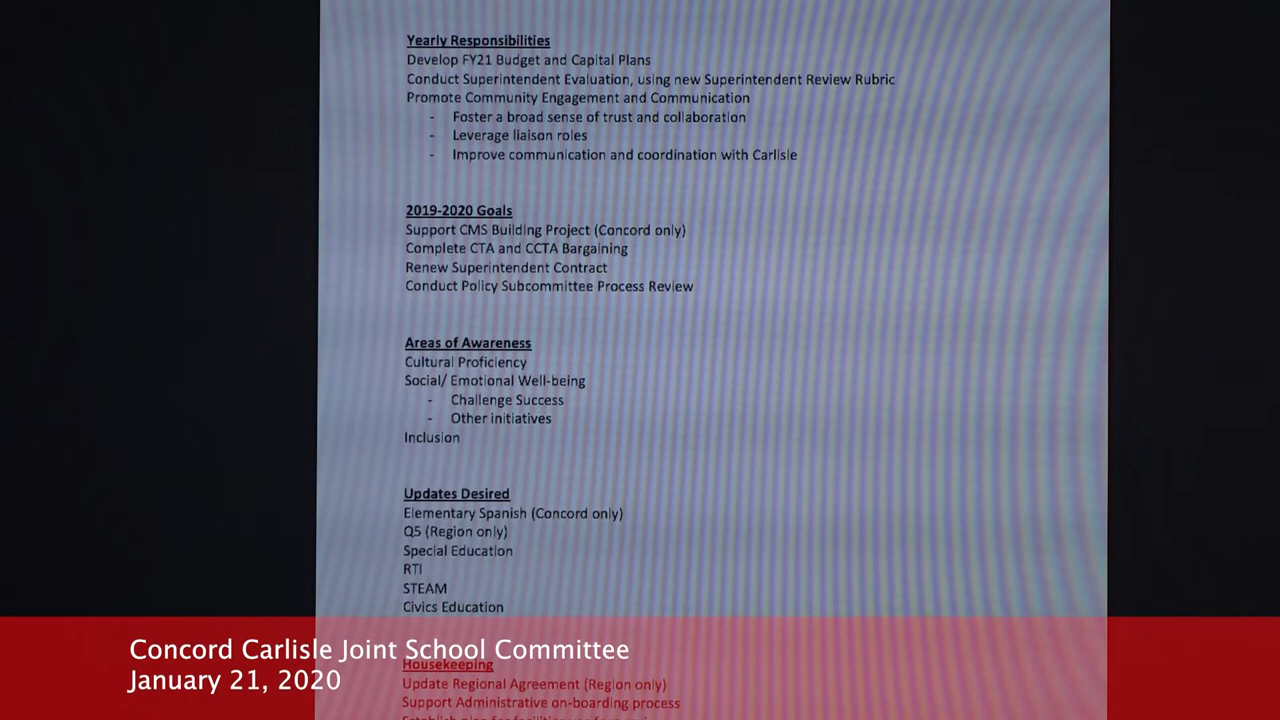 Yearly Responsibilities
Develop FY21 Budget and Capital Plans
Conduct Superintendent Evaluation, using new Superintendent Review Rubric
Promote Community Engagement and Communication
- Foster a broad sense of trust and collaboration
- Leverage liaison roles
- Improve communication and coordination with Carlisle
2019-2020 Goals
Support CMS Building Project (Concord only)
Complete CTA and CCTA Bargaining
Renew Superintendent Contract
Conduct Policy Subcommittee Process Review
Areas of Awareness
Cultural Proficiency
Social/ Emotional Well-being
- Challenge Success
- Other initiatives
Inclusion
Updates Desired
Elementary Spanish (Concord only)
Q5 (Region only)
Special Education
RTI
STEAM
Civics Education
Concord Carlisle Joint School Committee
January 21, 2020
Housekeeping
Update Regional Agreement (Region only)
Support Administrative on-boarding process